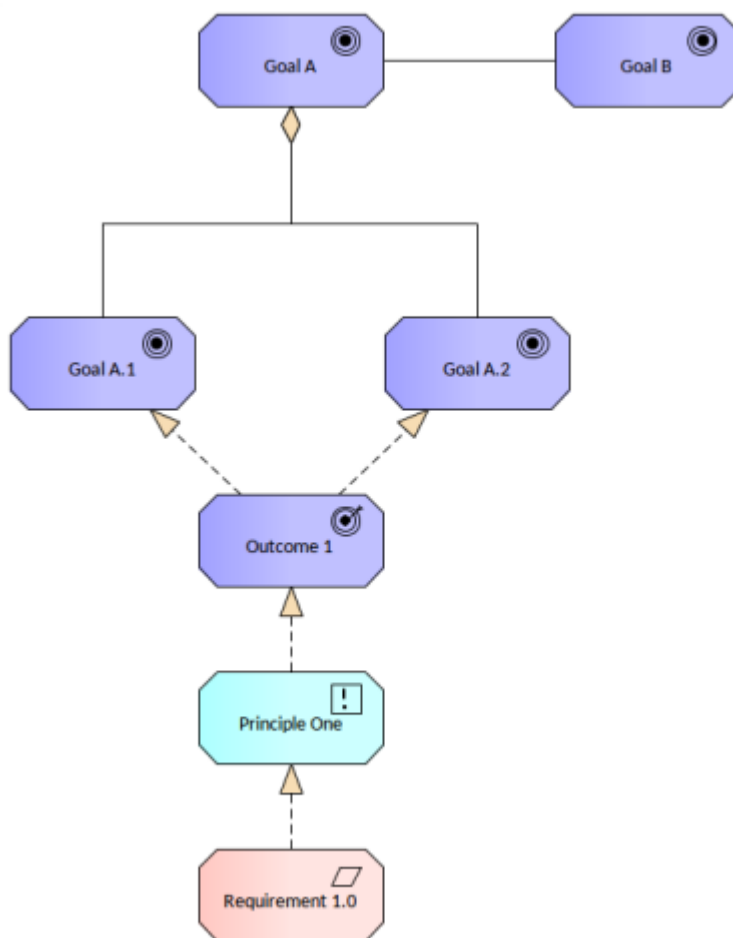 Goal A
Goal B
Goal A.1
Goal A.2
Outcome 1
!
Principle One
Requirement 1.0